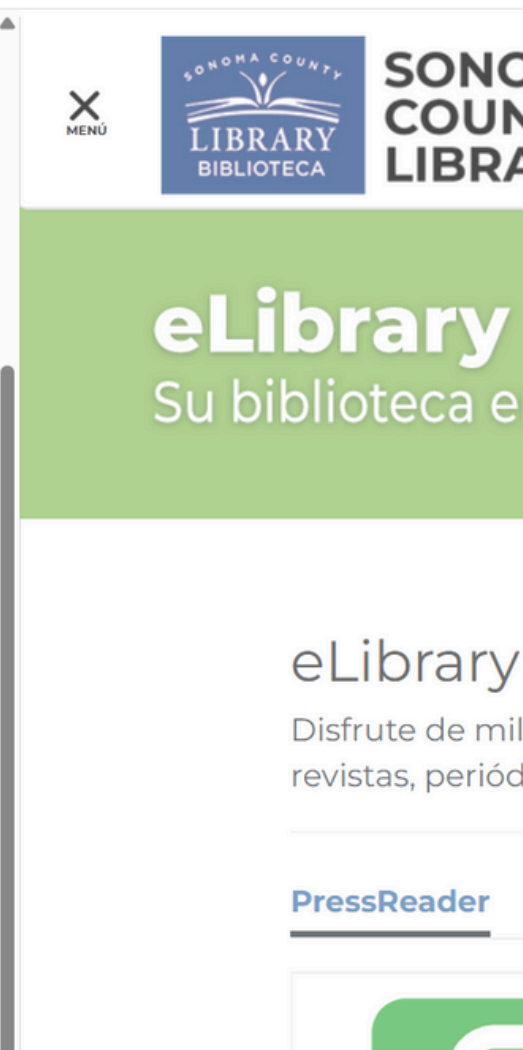 MENÚ
SONOMA COUNTY
LIBRARY
BIBLIOTECA
SONO
COUN
LIBRA
eLibrary
Su biblioteca e
eLibrary
Disfrute de mil
revistas, periód
PressReader